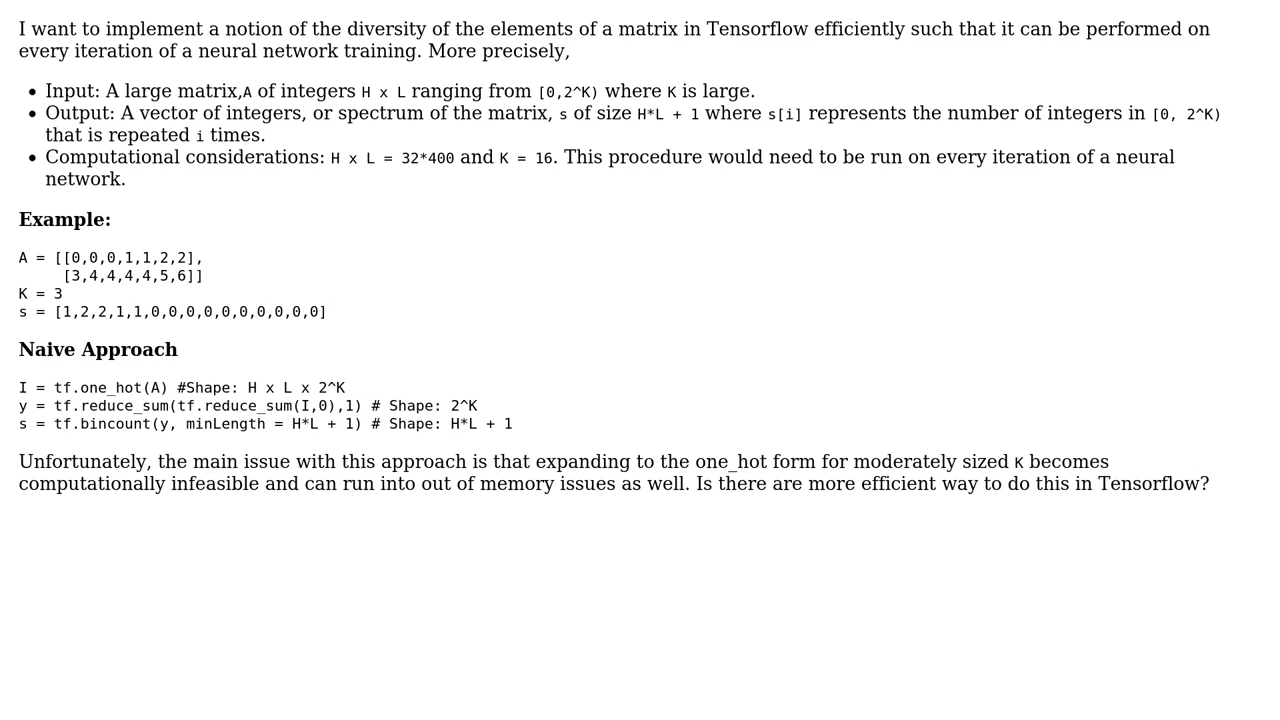 I want to implement a notion of the diversity of the elements of a matrix in Tensorflow efficiently such that it can be performed on
every iteration of a neural network training. More precisely,
• Input: A large matrix,A of integers H x L ranging from [0,2^K) where K is large.
• Output: A vector of integers, or spectrum of the matrix, s of size H*L + 1 where s[i] represents the number of integers in [0, 2^K)
that is repeated i times.
• Computational considerations: H x L = 32*400 and K = 16. This procedure would need to be run on every iteration of a neural
network.
Example:
A = [[0,0,0,1,1,2,2],
     [3,4,4,4,4,5,6]]
K = 3
s = [1,2,2,1,1,0,0,0,0,0,0,0,0,0,0]
Naive Approach
I = tf.one_hot(A) #Shape: H x L x 2^K
y = tf.reduce_sum(tf.reduce_sum(I,0),1) # Shape: 2^K
s = tf.bincount(y, minLength = H*L + 1) # Shape: H*L + 1
Unfortunately, the main issue with this approach is that expanding to the one_hot form for moderately sized K becomes
computationally infeasible and can run into out of memory issues as well. Is there are more efficient way to do this in Tensorflow?